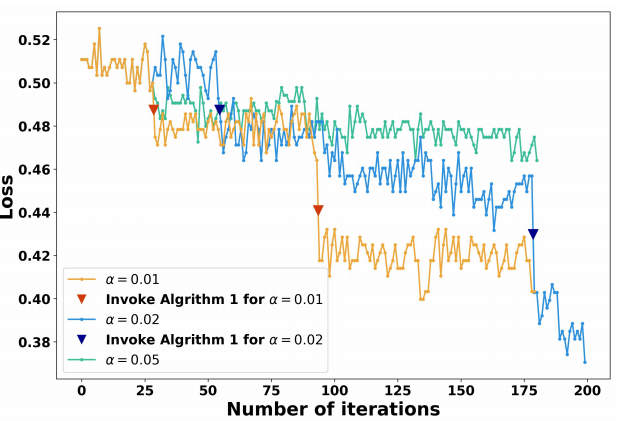 0.52
0.50
0.48
0.46
0.44
0.42
0.40
0.38
Loss
α = 0.01
Invoke Algrithm 1 for α = 0.01
α = 0.02
Invoke Algrithm 1 for α = 0.02
α = 0.05
0 25 50 75 100 125 150 175 200
Number of iterations